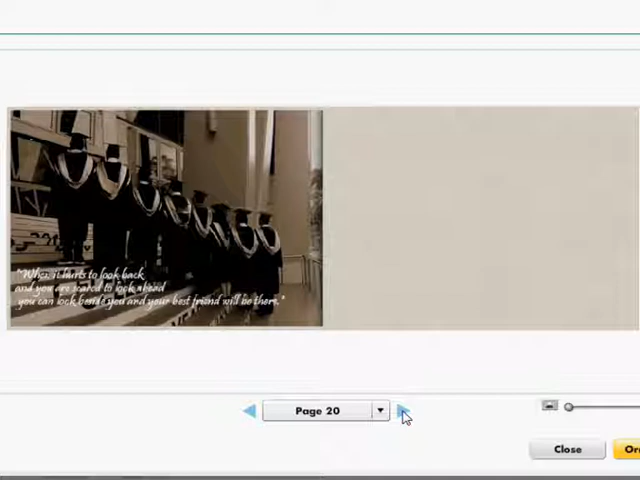 "When it hurts to look back
and you are scared to look ahead
you can look beside you and your best friend will be there."
Page 20
Close